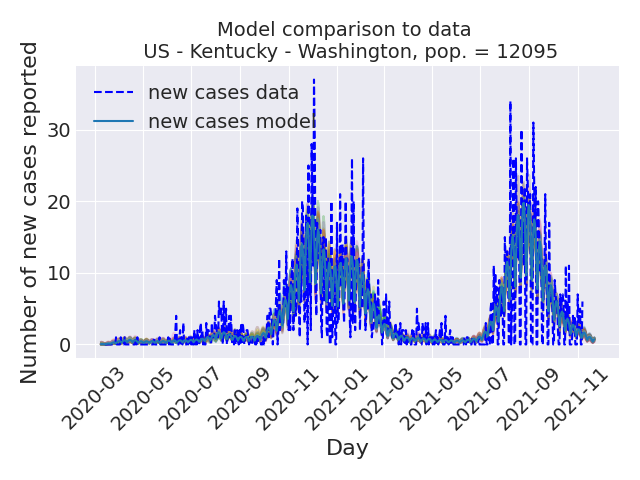 Model comparison to data
US - Kentucky - Washington, pop. = 12095
Number of new cases reported
30
20
10
0
new cases data
new cases model
2020-03
2020-05
2020-07
2020-09
2020-11
2021-01
2021-03
2021-05
2021-07
2021-09
2021-11
Day